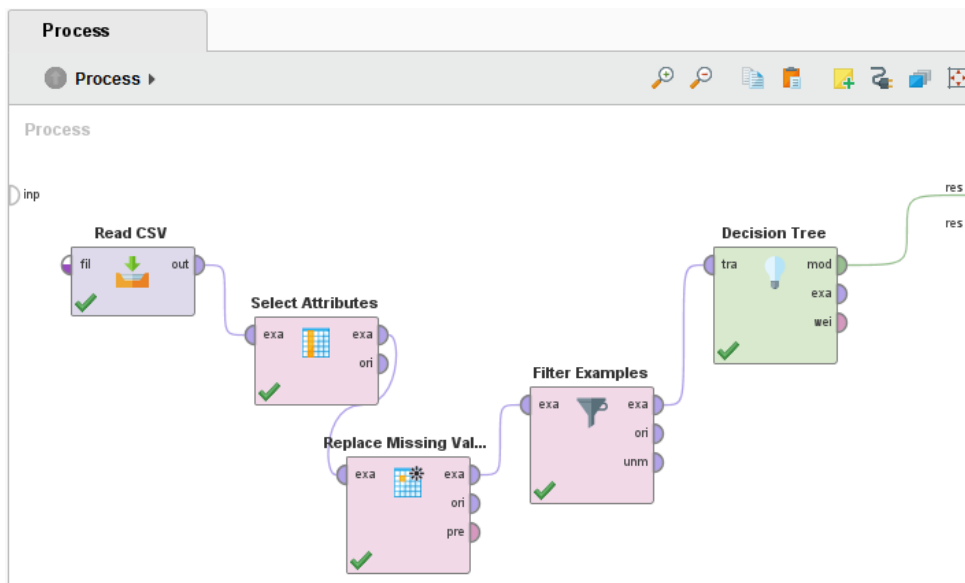 Process
Process
Process
inp
res
res
Read CSV
fil out
Select Attributes
exa exa
ori
Replace Missing Val...
exa exa
ori
pre
Filter Examples
exa exa
ori
unm
Decision Tree
tra mod
exa
wei